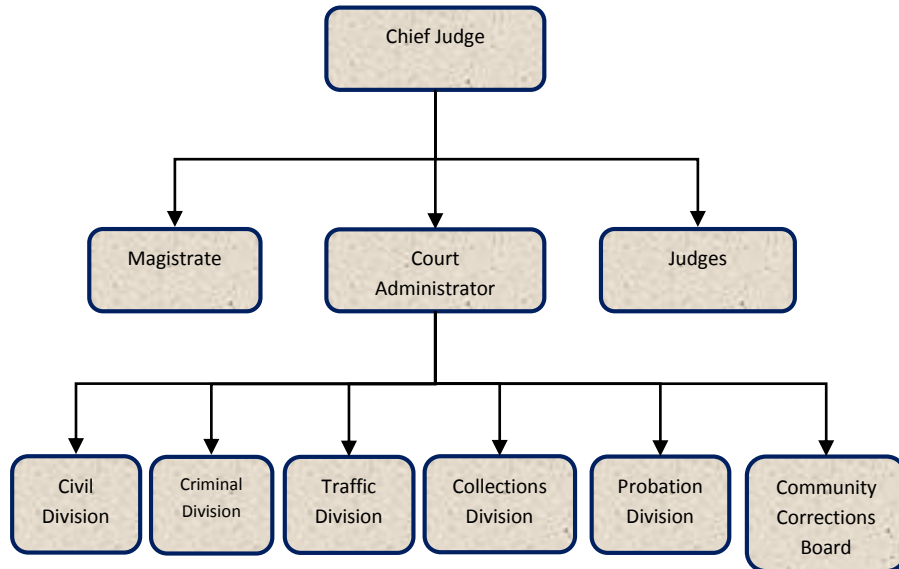 Chief Judge
Magistrate
Court
Administrator
Judges
Civil
Division
Criminal
Division
Traffic
Division
Collections
Division
Probation
Division
Community
Corrections
Board